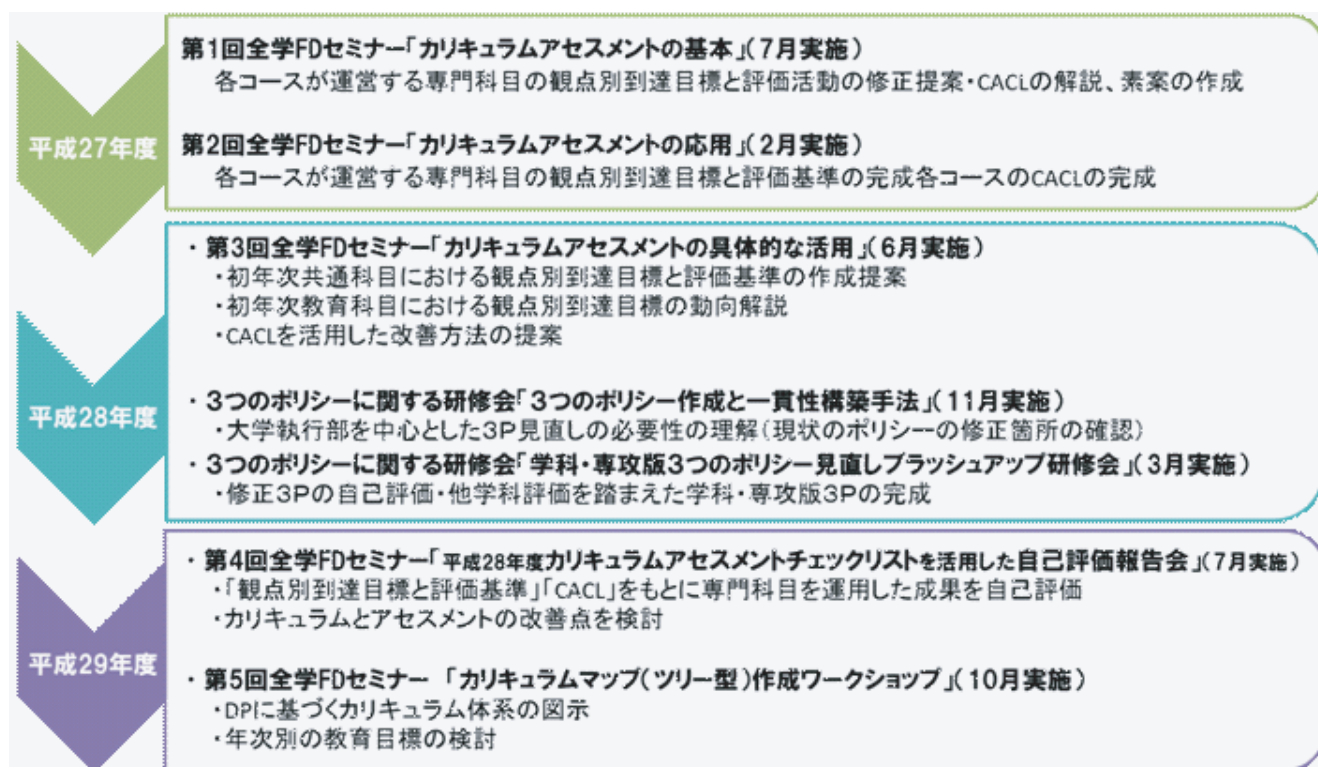 平成27年度
第1回全学FDセミナー「カリキュラムアセスメントの基本」(7月実施)
各コースが運営する専門科目の観点別到達目標と評価活動の修正提案・CACLの解説、素案の作成
第2回全学FDセミナー「カリキュラムアセスメントの応用」(2月実施)
各コースが運営する専門科目の観点別到達目標と評価基準の完成各コースのCACLの完成
平成28年度
・第3回全学FDセミナー「カリキュラムアセスメントの具体的な活用」(6月実施)
・初年次共通科目における観点別到達目標と評価基準の作成提案
・初年次教育科目における観点別到達目標の動向解説
・CACLを活用した改善方法の提案
・3つのポリシーに関する研修会「3つのポリシー作成と一貫性構築手法」(11月実施)
・大学執行部を中心とした3P見直しの必要性の理解(現状のポリシーの修正箇所の確認)
・3つのポリシーに関する研修会「学科・専攻版3つのポリシー見直しブラッシュアップ研修会」(3月実施)
・修正3Pの自己評価・他学科評価を踏まえた学科・専攻版3Pの完成
平成29年度
・第4回全学FDセミナー「平成28年度カリキュラムアセスメントチェックリストを活用した自己評価報告会」(7月実施)
・「観点別到達目標と評価基準」「CACL」をもとに専門科目を運用した成果を自己評価
・カリキュラムとアセスメントの改善点を検討
・第5回全学FDセミナー 「カリキュラムマップ(ツリー型)作成ワークショップ」(10月実施)
・DPに基づくカリキュラム体系の図示
・年次別の教育目標の検討